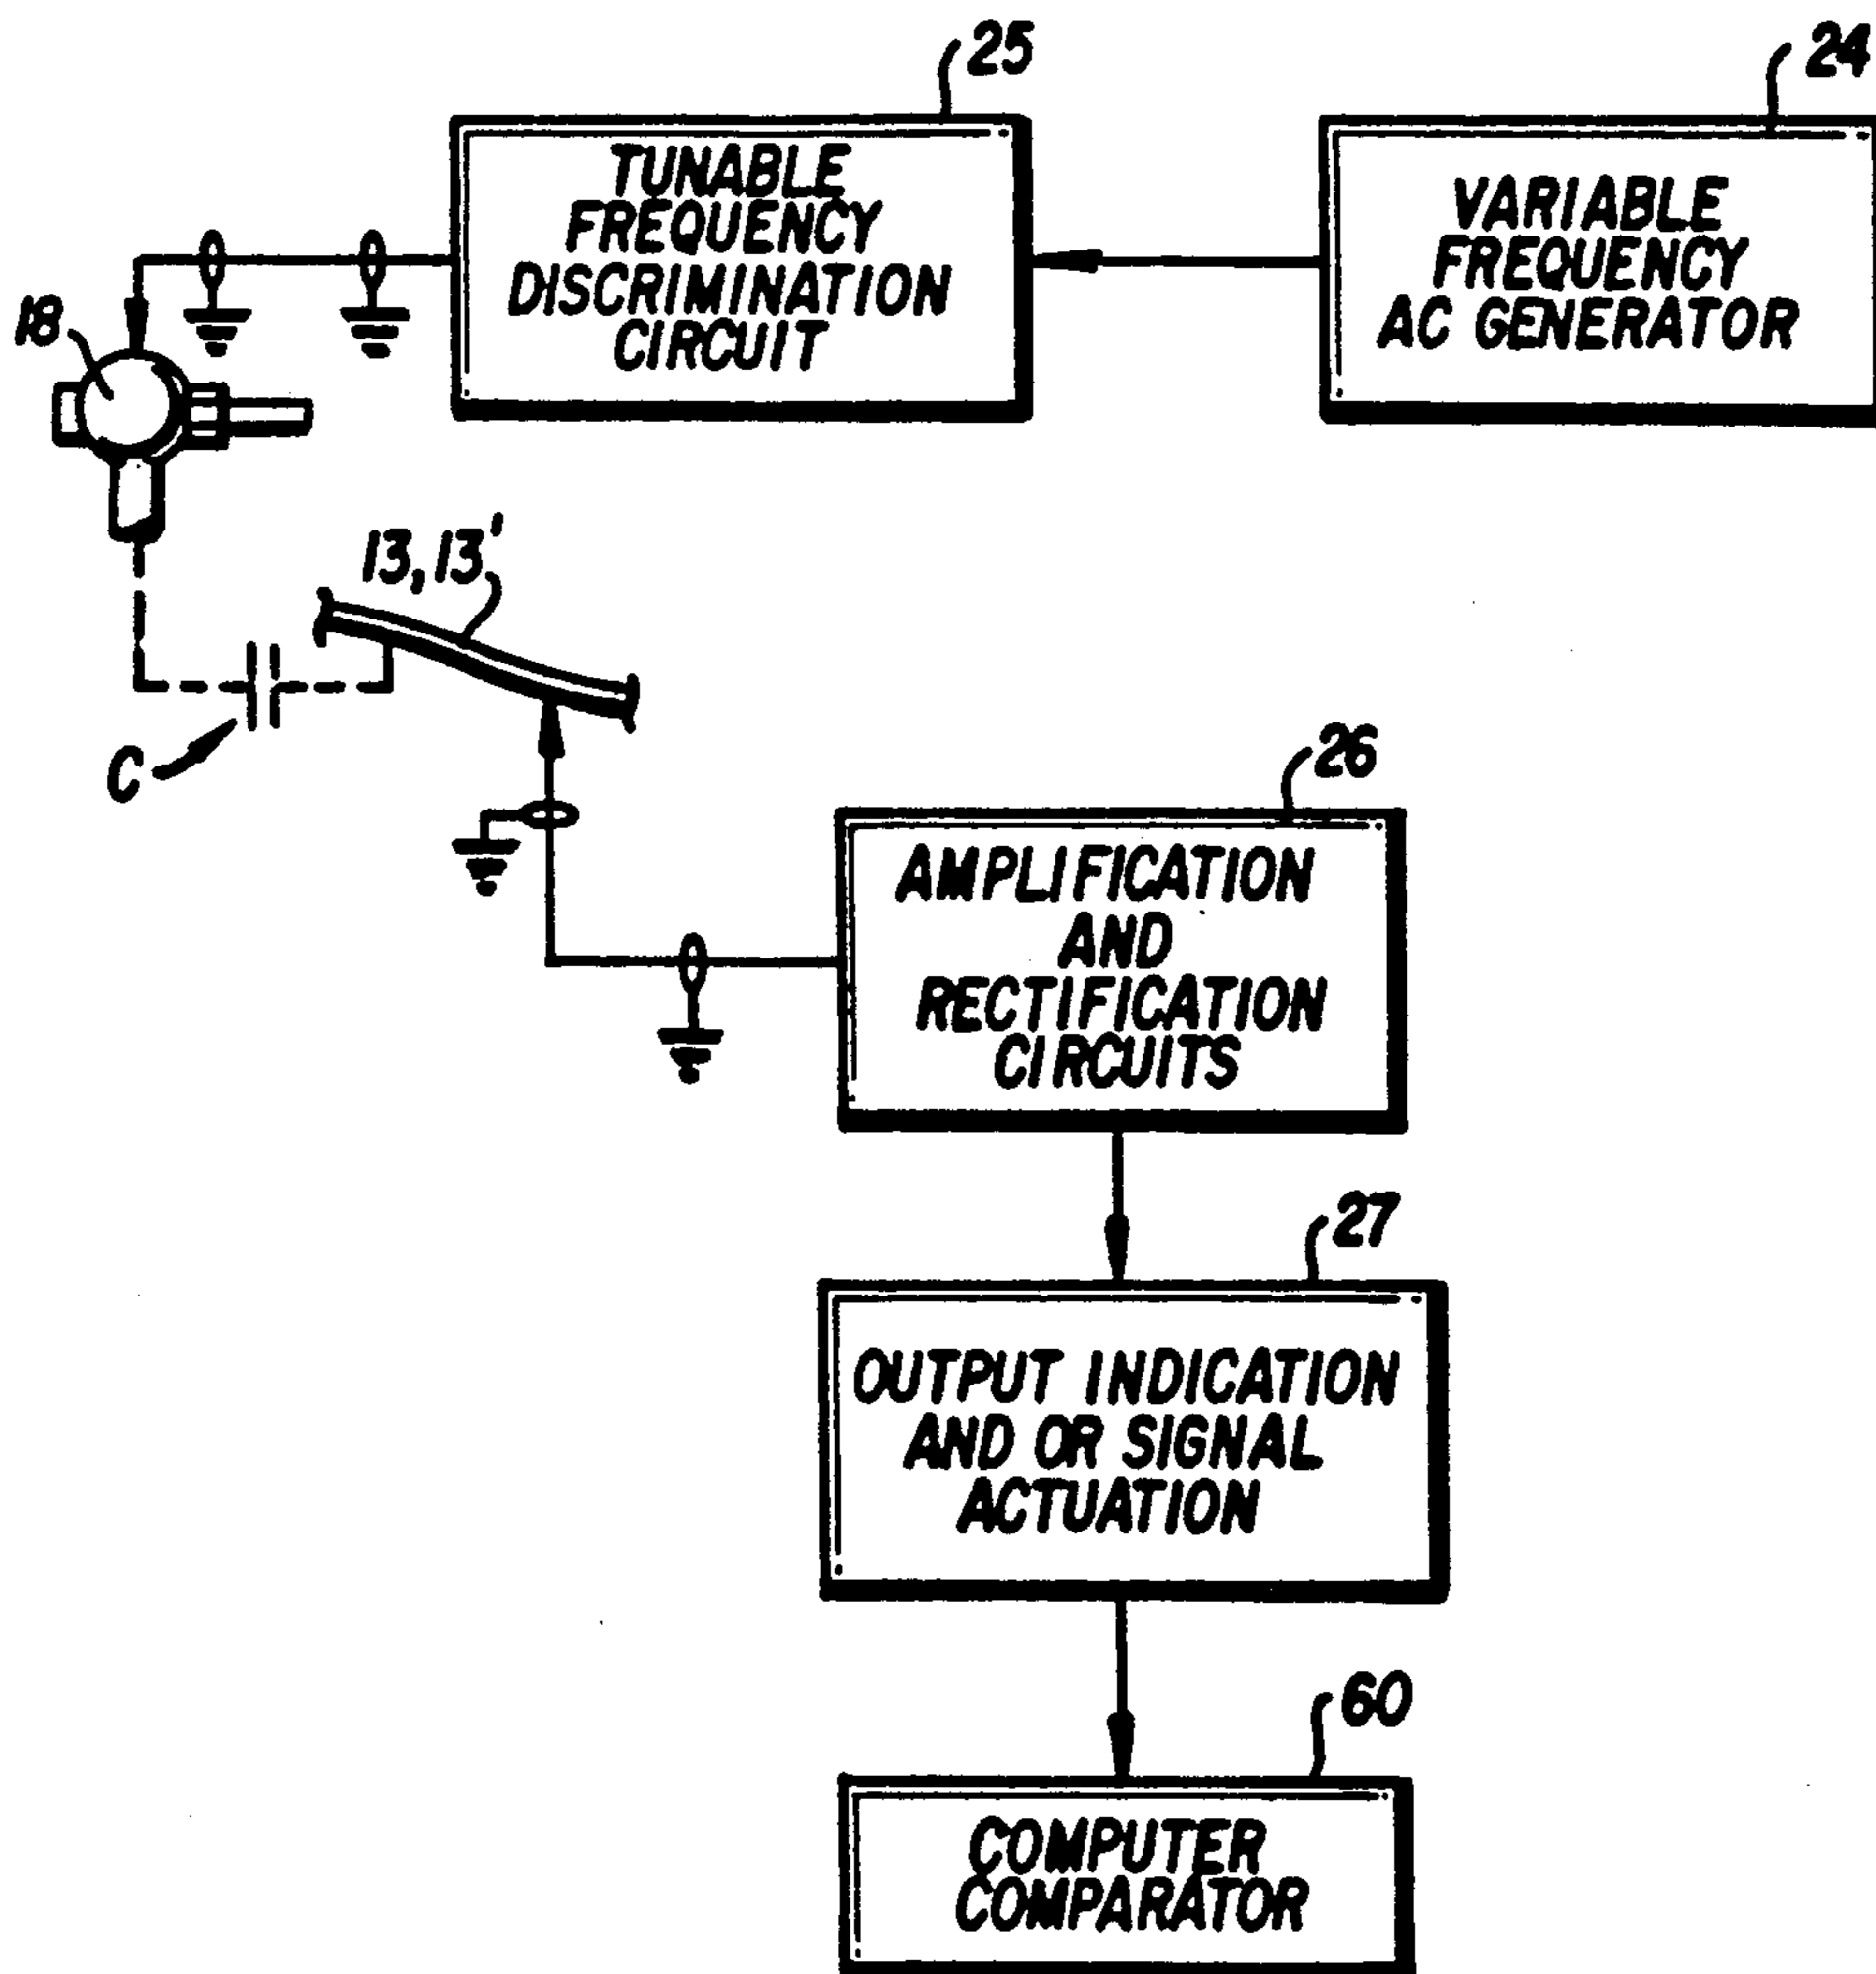 25
24
TUNABLE
FREQUENCY
DISCRIMINATION
CIRCUIT
VARIABLE
FREQUENCY
AC GENERATOR
18
13,13'
C
26
AMPLIFICATION
AND
RECTIFICATION
CIRCUITS
27
OUTPUT INDICATION
AND OR SIGNAL
ACTUATION
60
COMPUTER
COMPARATOR